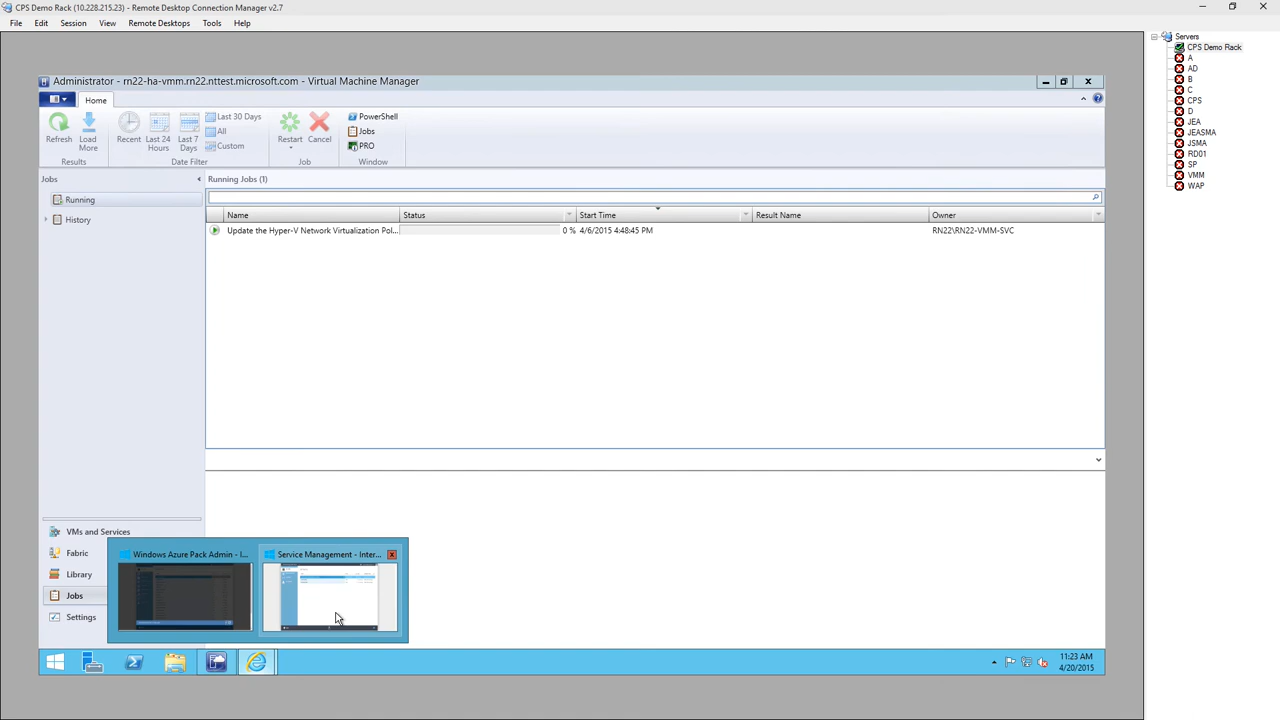 CPS Demo Rack (10.228.215.23) - Remote Desktop Connection Manager v2.7
File Edit Session View Remote Desktops Tools Help
Servers
CPS Demo Rack
A
AD
B
C
CPS
D
JEA
JEASMA
JSMA
RD01
SP
VMM
WAP
Administrator - rn22-ha-vmm.rn22.nttest.microsoft.com - Virtual Machine Manager
Home
Refresh
Load More
Results
Recent
Last 24 Hours
Last 7 Days
Last 30 Days
All
Custom
Date Filter
Restart
Cancel
Job
PowerShell
Jobs
PRO
Window
Jobs
Running
History
Running Jobs (1)
Name Status Start Time Result Name Owner
Update the Hyper-V Network Virtualization Pol... 0 % 4/6/2015 4:48:45 PM RN22\RN22-VMM-SVC
VMs and Services
Fabric
Library
Jobs
Settings
Windows Azure Pack Admin - I...
Service Management - Inter...
11:23 AM
4/20/2015